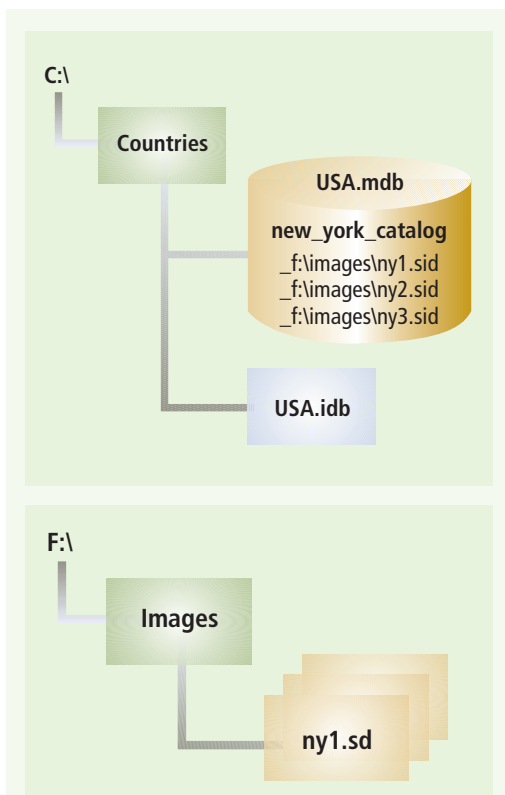 C:\
Countries
USA.mdb
new_york_catalog
_f:\images\ny1.sid
_f:\images\ny2.sid
_f:\images\ny3.sid
USA.idb
F:\
Images
ny1.sd